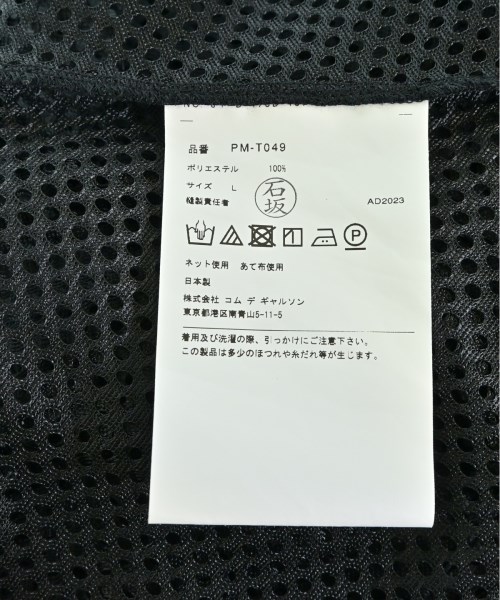 品番 PM-T049
ポリエステル 100%
サイズ L
石坂
縫製責任者 AD2023
P
ネット使用 あて布使用
日本製
株式会社 コム デ ギャルソン
東京都港区南青山5-11-5
着用及び洗濯の際、引っかけにご注意下さい。
この製品は多少のほつれや糸だれ等が生じます。